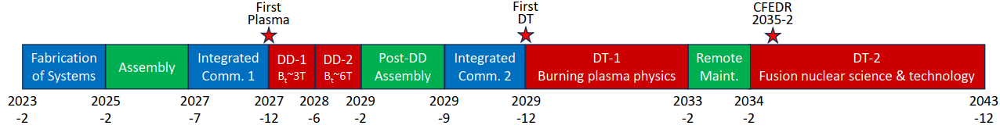 First
Plasma
First
DT
CFEDR
2035-2
Fabrication
of Systems
Assembly
Integrated
Comm. 1
DD-1
Bt~3T
DD-2
Bt~6T
Post-DD
Assembly
Integrated
Comm. 2
DT-1
Burning plasma physics
Remote
Maint.
DT-2
Fusion nuclear science & technology
2023
-2
2025
-2
2027
-7
2027
-12
2028
-6
2029
-2
2029
-9
2029
-12
2033
-2
2034
-2
2043
-12